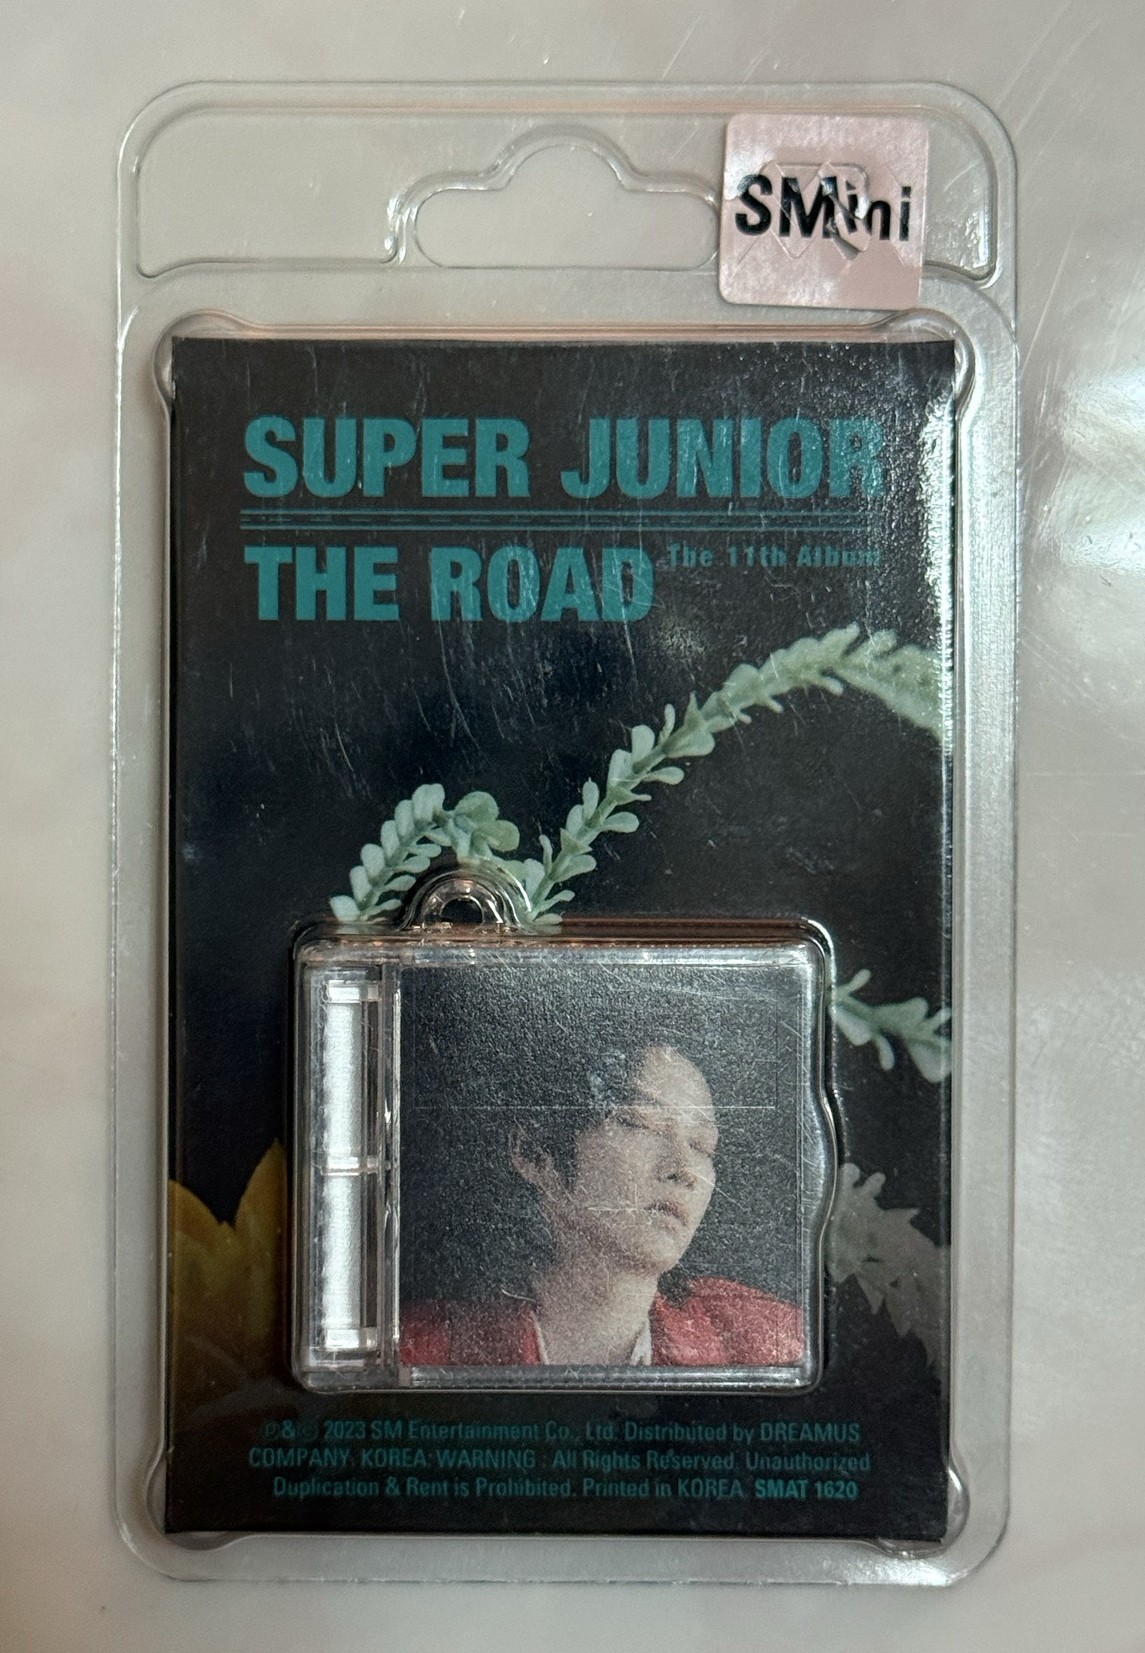 SMini
SUPER JUNIOR
THE ROAD The 11th Album
℗&© 2023 SM Entertainment Co., Ltd. Distributed by DREAMUS
COMPANY. KOREA. WARNING : All Rights Reserved. Unauthorized
Duplication & Rent is Prohibited. Printed in KOREA. SMAT 1620